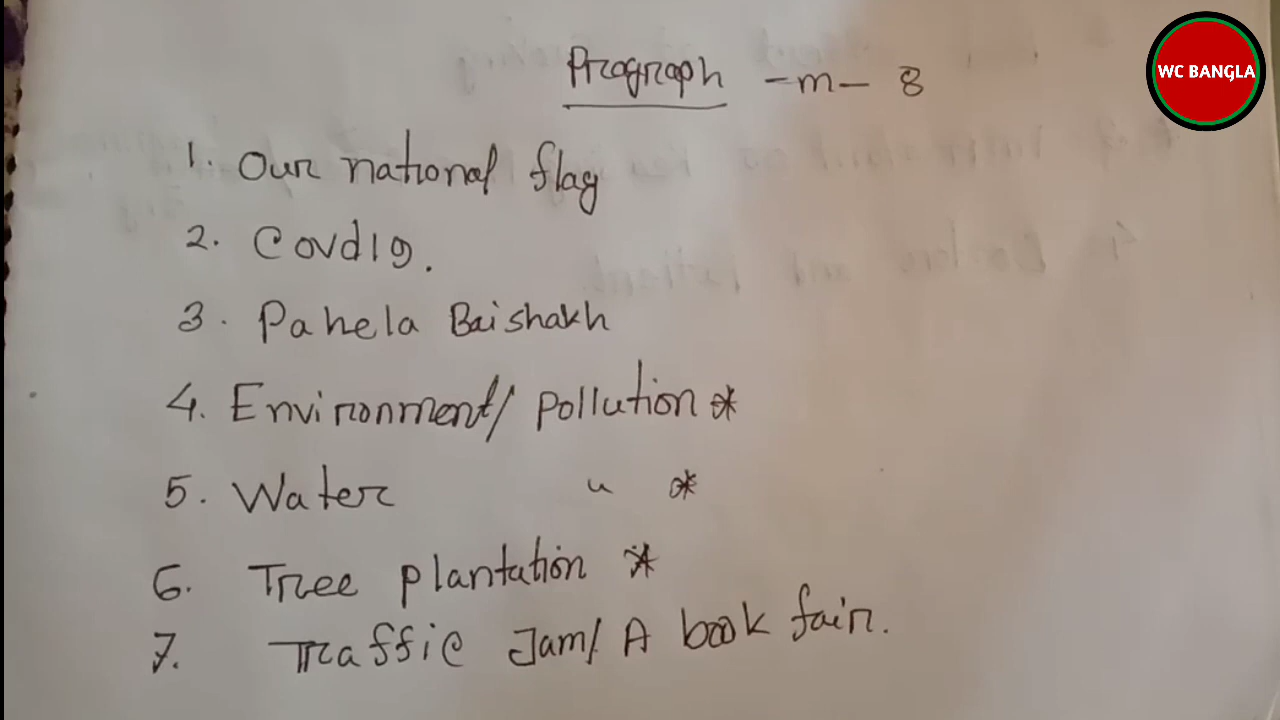 WC BANGLA
Pragraph -m- 8
1. Our national flag
2. Covd19.
3. Pahela Baishakh
4. Environment/ pollution *
5. Water " *
6. Tree plantation *
7. Traffic Jam/ A book fair.